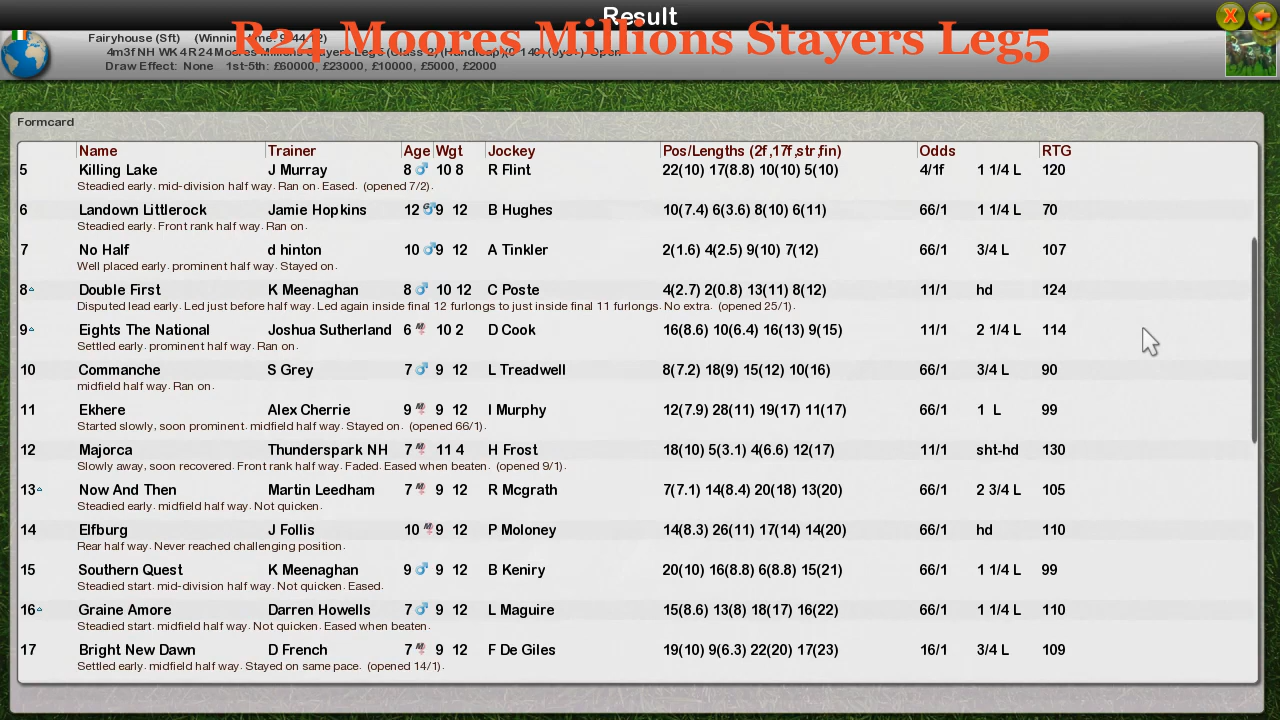 Result
R24 Moores Millions Stayers Leg5
Fairyhouse (Sft) (Winning Time: 9:44.
Draw Effect: None 1st-5th: £60000, £23000, £10000, £5000, £2000
Formcard
Name Trainer Age Wgt Jockey Pos/Lengths (2f,17f,str,fin) Odds RTG
5 Killing Lake J Murray 8 10 8 R Flint 22(10) 17(8.8) 10(10) 5(10) 4/1f 1 1/4 L 120
Steadied early. mid-division half way. Ran on. Eased. (opened 7/2).
6 Landown Littlerock Jamie Hopkins 12 9 12 B Hughes 10(7.4) 6(3.6) 8(10) 6(11) 66/1 1 1/4 L 70
Steadied early. Front rank half way. Ran on.
7 No Half d hinton 10 9 12 A Tinkler 2(1.6) 4(2.5) 9(10) 7(12) 66/1 3/4 L 107
Well placed early. prominent half way. Stayed on.
8 Double First K Meenaghan 8 10 12 C Poste 4(2.7) 2(0.8) 13(11) 8(12) 11/1 hd 124
Disputed lead early. Led just before half way. Led again inside final 12 furlongs to just inside final 11 furlongs. No extra. (opened 25/1).
9 Eights The National Joshua Sutherland 6 10 2 D Cook 16(8.6) 10(6.4) 16(13) 9(15) 11/1 2 1/4 L 114
Settled early. prominent half way. Ran on.
10 Commanche S Grey 7 9 12 L Treadwell 8(7.2) 18(9) 15(12) 10(16) 66/1 3/4 L 90
midfield half way. Ran on.
11 Ekhere Alex Cherrie 9 9 12 I Murphy 12(7.9) 28(11) 19(17) 11(17) 66/1 1 L 99
Started slowly, soon prominent. midfield half way. Stayed on. (opened 66/1).
12 Majorca Thunderspark NH 7 11 4 H Frost 18(10) 5(3.1) 4(6.6) 12(17) 11/1 sht-hd 130
Slowly away, soon recovered. Front rank half way. Faded. Eased when beaten. (opened 9/1).
13 Now And Then Martin Leedham 7 9 12 R Mcgrath 7(7.1) 14(8.4) 20(18) 13(20) 66/1 2 3/4 L 105
Steadied early. midfield half way. Not quicken.
14 Elfburg J Follis 10 9 12 P Moloney 14(8.3) 26(11) 17(14) 14(20) 66/1 hd 110
Rear half way. Never reached challenging position.
15 Southern Quest K Meenaghan 9 9 12 B Keniry 20(10) 16(8.8) 6(8.8) 15(21) 66/1 1 1/4 L 99
Steadied start. mid-division half way. Not quicken. Eased.
16 Graine Amore Darren Howells 7 9 12 L Maguire 15(8.6) 13(8) 18(17) 16(22) 66/1 1 1/4 L 110
Steadied start. midfield half way. Not quicken. Eased when beaten.
17 Bright New Dawn D French 7 9 12 F De Giles 19(10) 9(6.3) 22(20) 17(23) 16/1 3/4 L 109
Settled early. midfield half way. Stayed on same pace. (opened 14/1).